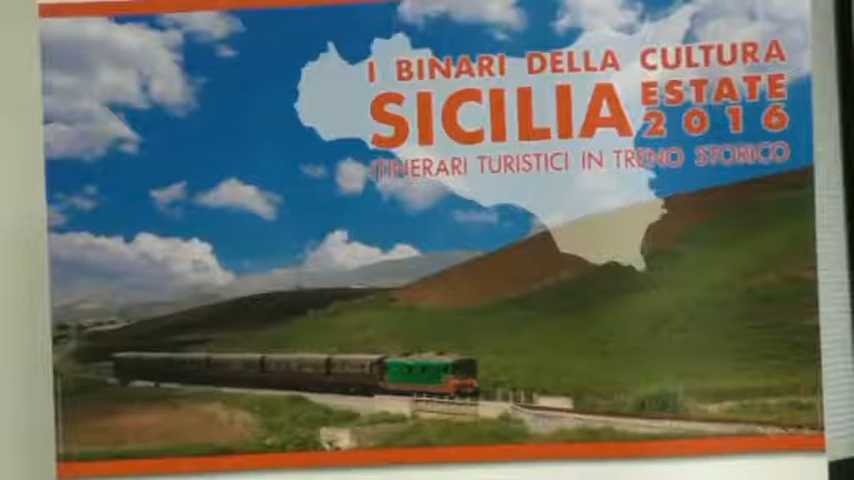 I BINARI DELLA CULTURA
SICILIA ESTATE 2016
ITINERARI TURISTICI IN TRENO STORICO